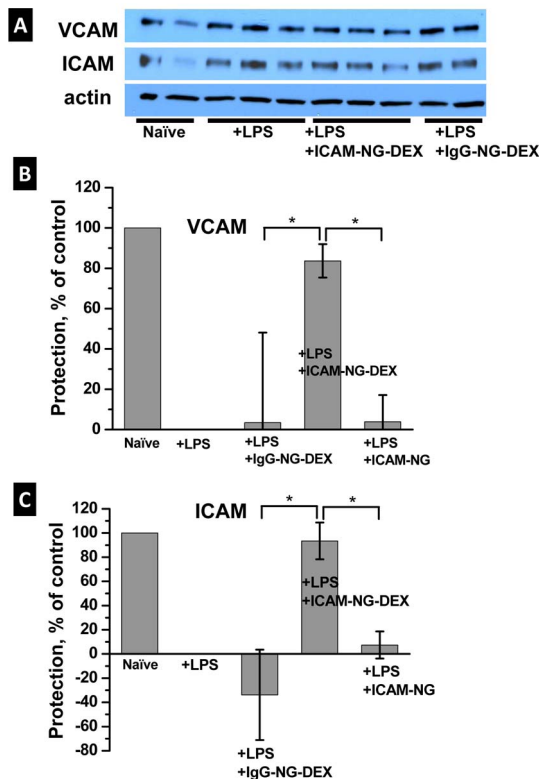 A
VCAM
ICAM
actin
Naïve
+LPS
+LPS
+ICAM-NG-DEX
+LPS
+IgG-NG-DEX
B
VCAM
*
*
Protection, % of control
120
100
80
60
40
20
0
+LPS
+ICAM-NG-DEX
Naïve
+LPS
+LPS
+IgG-NG-DEX
+LPS
+ICAM-NG
C
ICAM
*
*
Protection, % of control
120
100
80
60
40
20
0
-20
-40
-60
-80
+LPS
+ICAM-NG-DEX
Naïve
+LPS
+LPS
+ICAM-NG
+LPS
+IgG-NG-DEX